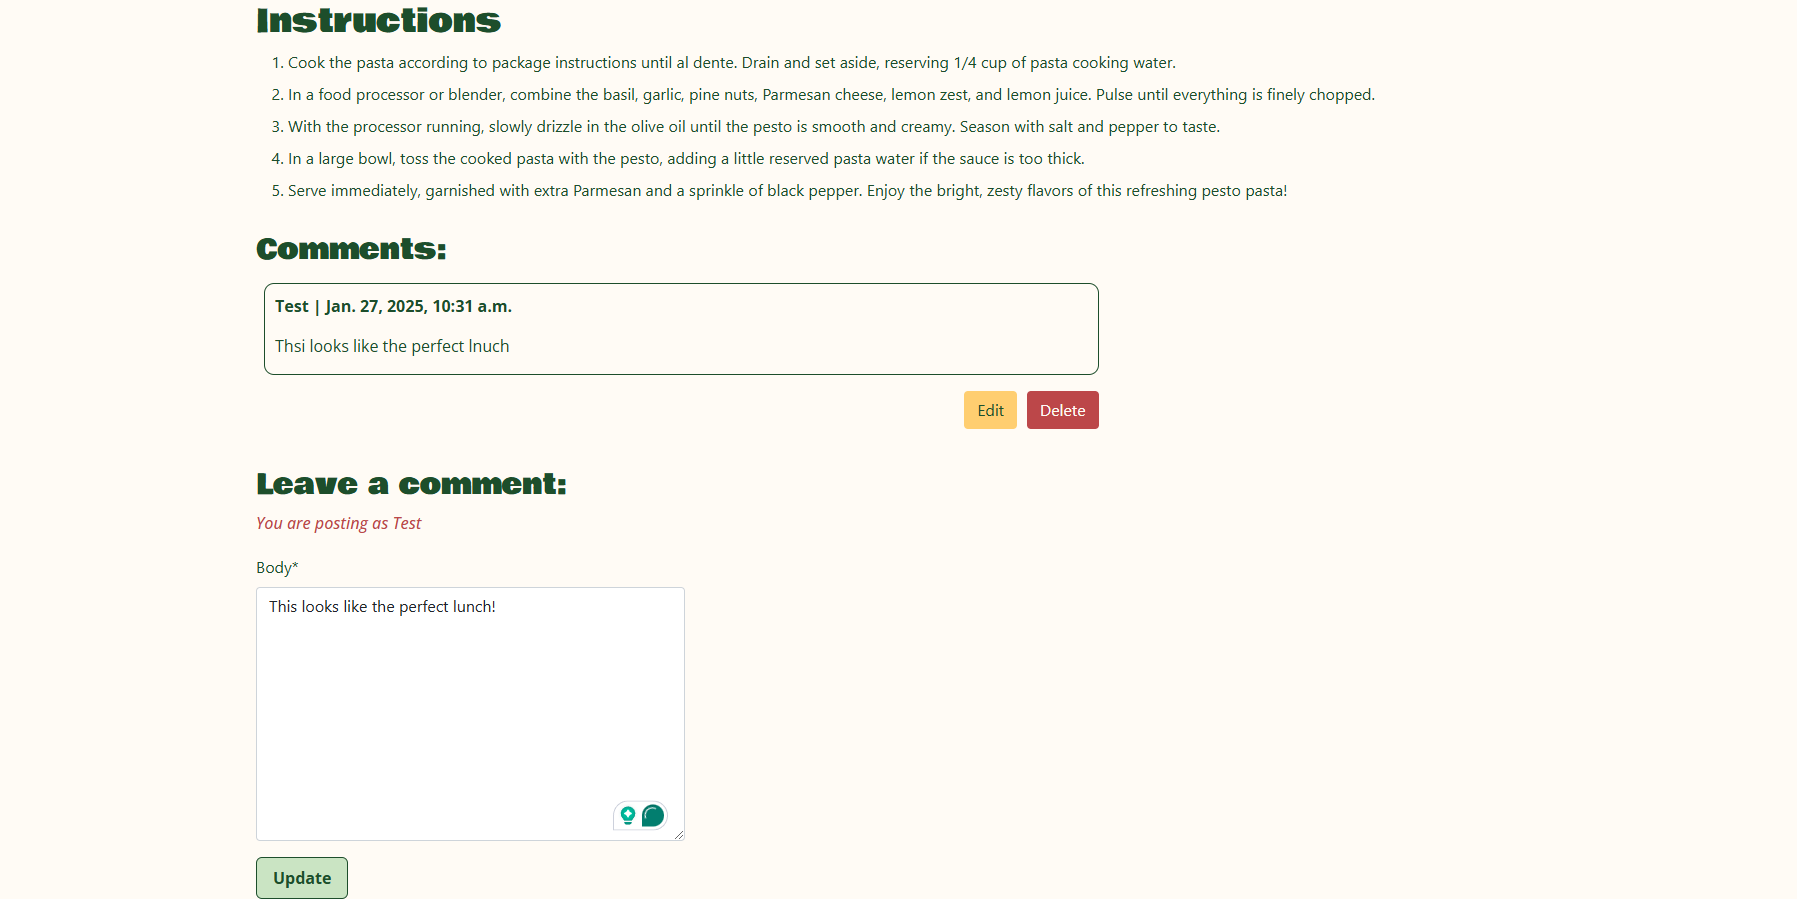 Instructions
1. Cook the pasta according to package instructions until al dente. Drain and set aside, reserving 1/4 cup of pasta cooking water.
2. In a food processor or blender, combine the basil, garlic, pine nuts, Parmesan cheese, lemon zest, and lemon juice. Pulse until everything is finely chopped.
3. With the processor running, slowly drizzle in the olive oil until the pesto is smooth and creamy. Season with salt and pepper to taste.
4. In a large bowl, toss the cooked pasta with the pesto, adding a little reserved pasta water if the sauce is too thick.
5. Serve immediately, garnished with extra Parmesan and a sprinkle of black pepper. Enjoy the bright, zesty flavors of this refreshing pesto pasta!
Comments:
Test | Jan. 27, 2025, 10:31 a.m.
Thsi looks like the perfect lnuch
Edit Delete
Leave a comment:
You are posting as Test
Body*
This looks like the perfect lunch!
Update